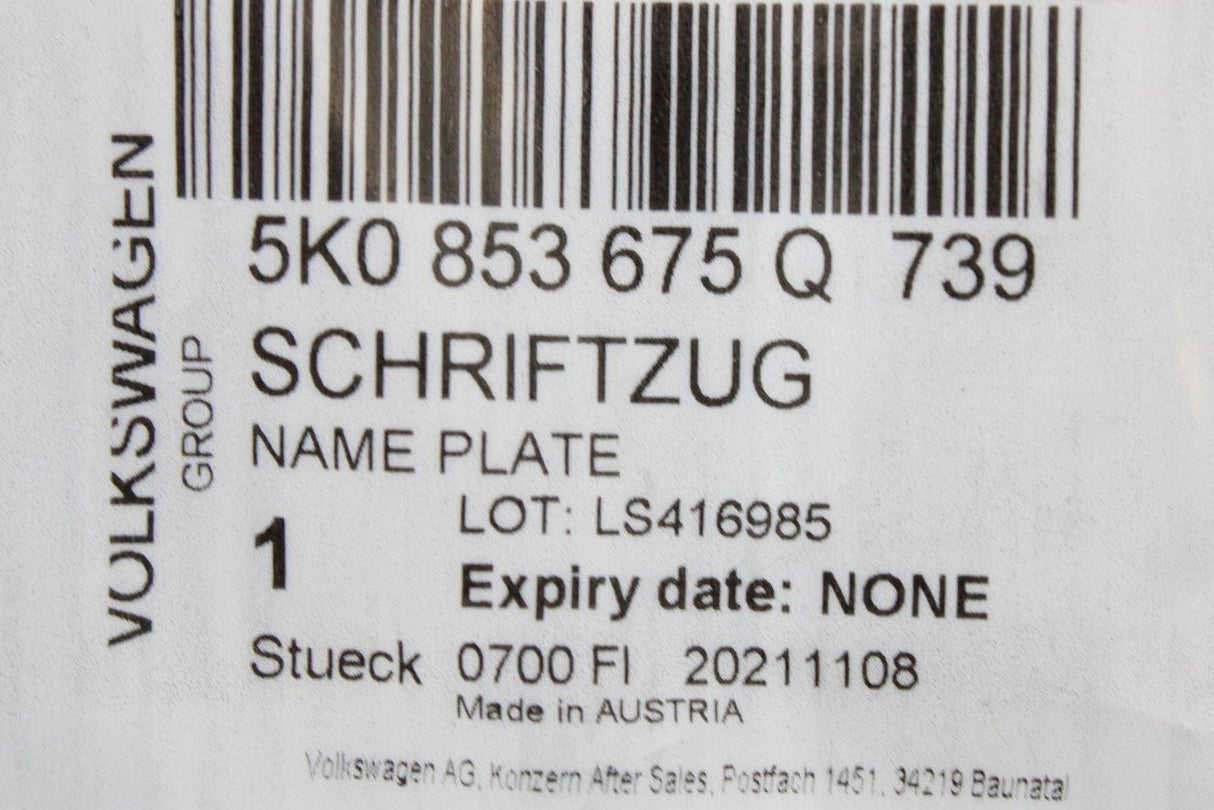 VOLKSWAGEN
GROUP
5K0 853 675 Q 739
SCHRIFTZUG
NAME PLATE
LOT: LS416985
1
Expiry date: NONE
Stueck 0700 FI 20211108
Made in AUSTRIA
Volkswagen AG, Konzern After Sales, Postfach 1451, 34219 Baunatal